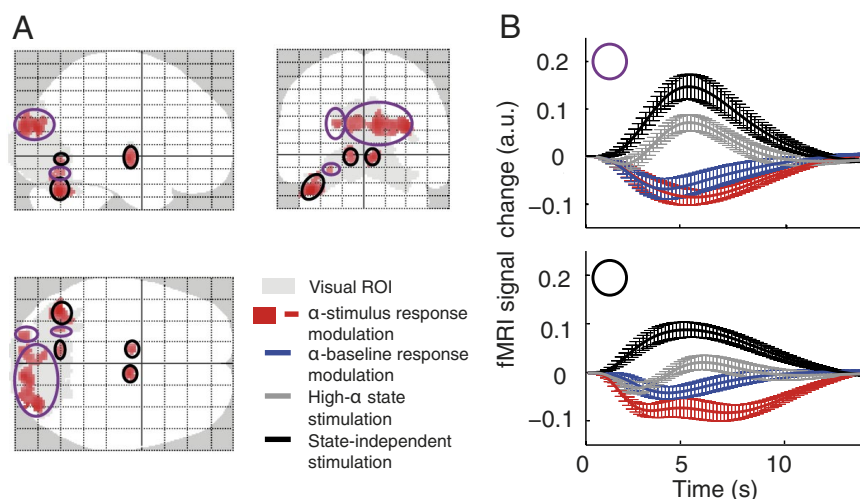 A
B
Visual ROI
α-stimulus response
modulation
α-baseline response
modulation
High-α state
stimulation
State-independent
stimulation
fMRI signal change (a.u.)
0.2
0.1
0
−0.1
0.2
0.1
0
−0.1
0 5 10
Time (s)